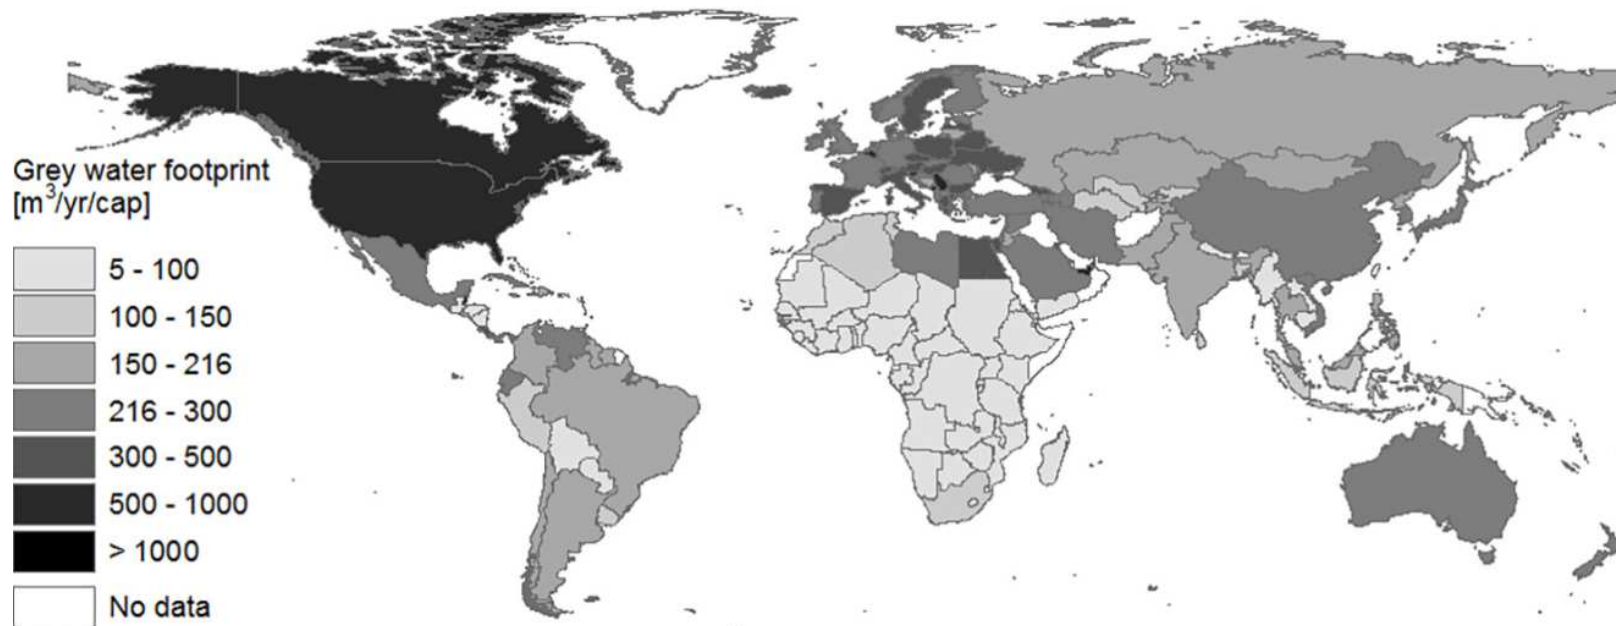 Grey water footprint
[m³/yr/cap]
5 - 100
100 - 150
150 - 216
216 - 300
300 - 500
500 - 1000
> 1000
No data